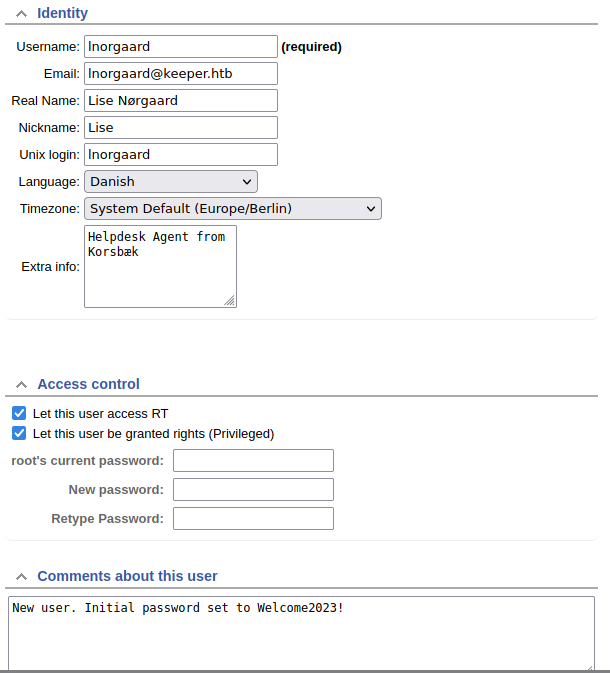 Identity
Username: lnorgaard (required)
Email: lnorgaard@keeper.htb
Real Name: Lise Nørgaard
Nickname: Lise
Unix login: lnorgaard
Language: Danish
Timezone: System Default (Europe/Berlin)
Extra info: Helpdesk Agent from
Korsbæk
Access control
Let this user access RT
Let this user be granted rights (Privileged)
root's current password:
New password:
Retype Password:
Comments about this user
New user. Initial password set to Welcome2023!